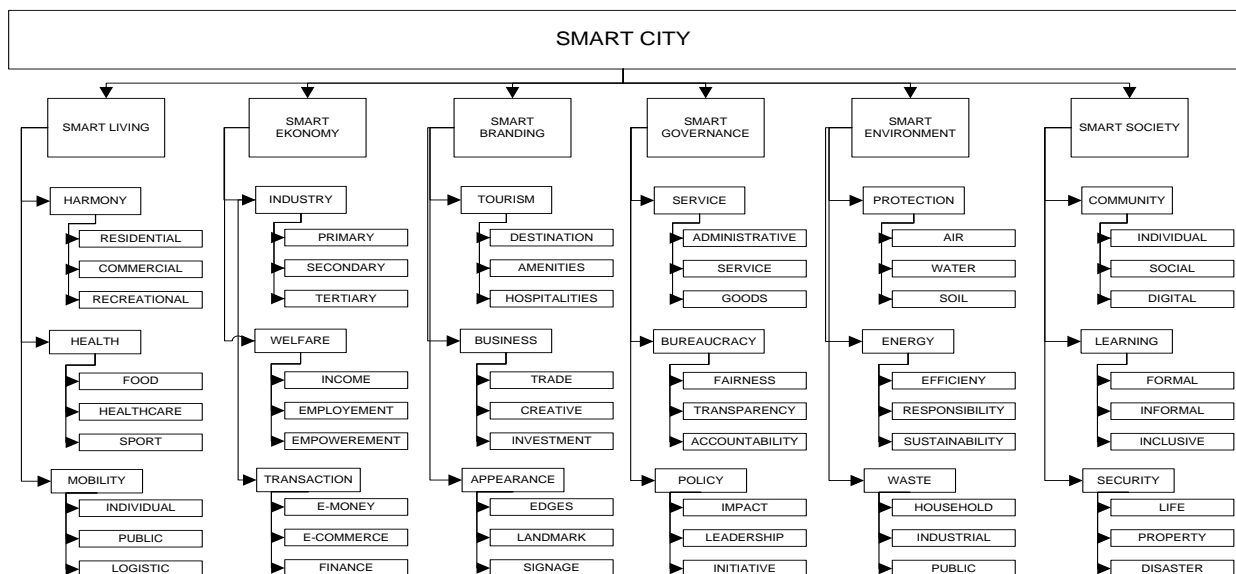 SMART CITY
SMART LIVING
SMART
EKONOMY
SMART
BRANDING
SMART
GOVERNANCE
SMART
ENVIRONMENT
SMART SOCIETY
HARMONY
RESIDENTIAL
COMMERCIAL
RECREATIONAL
HEALTH
FOOD
HEALTHCARE
SPORT
MOBILITY
INDIVIDUAL
PUBLIC
LOGISTIC
INDUSTRY
PRIMARY
SECONDARY
TERTIARY
WELFARE
INCOME
EMPLOYEMENT
EMPOWEREMENT
TRANSACTION
E-MONEY
E-COMMERCE
FINANCE
TOURISM
DESTINATION
AMENITIES
HOSPITALITIES
BUSINESS
TRADE
CREATIVE
INVESTMENT
APPEARANCE
EDGES
LANDMARK
SIGNAGE
SERVICE
ADMINISTRATIVE
SERVICE
GOODS
BUREAUCRACY
FAIRNESS
TRANSPARENCY
ACCOUNTABILITY
POLICY
IMPACT
LEADERSHIP
INITIATIVE
PROTECTION
AIR
WATER
SOIL
ENERGY
EFFICIENY
RESPONSIBILITY
SUSTAINABILITY
WASTE
HOUSEHOLD
INDUSTRIAL
PUBLIC
COMMUNITY
INDIVIDUAL
SOCIAL
DIGITAL
LEARNING
FORMAL
INFORMAL
INCLUSIVE
SECURITY
LIFE
PROPERTY
DISASTER